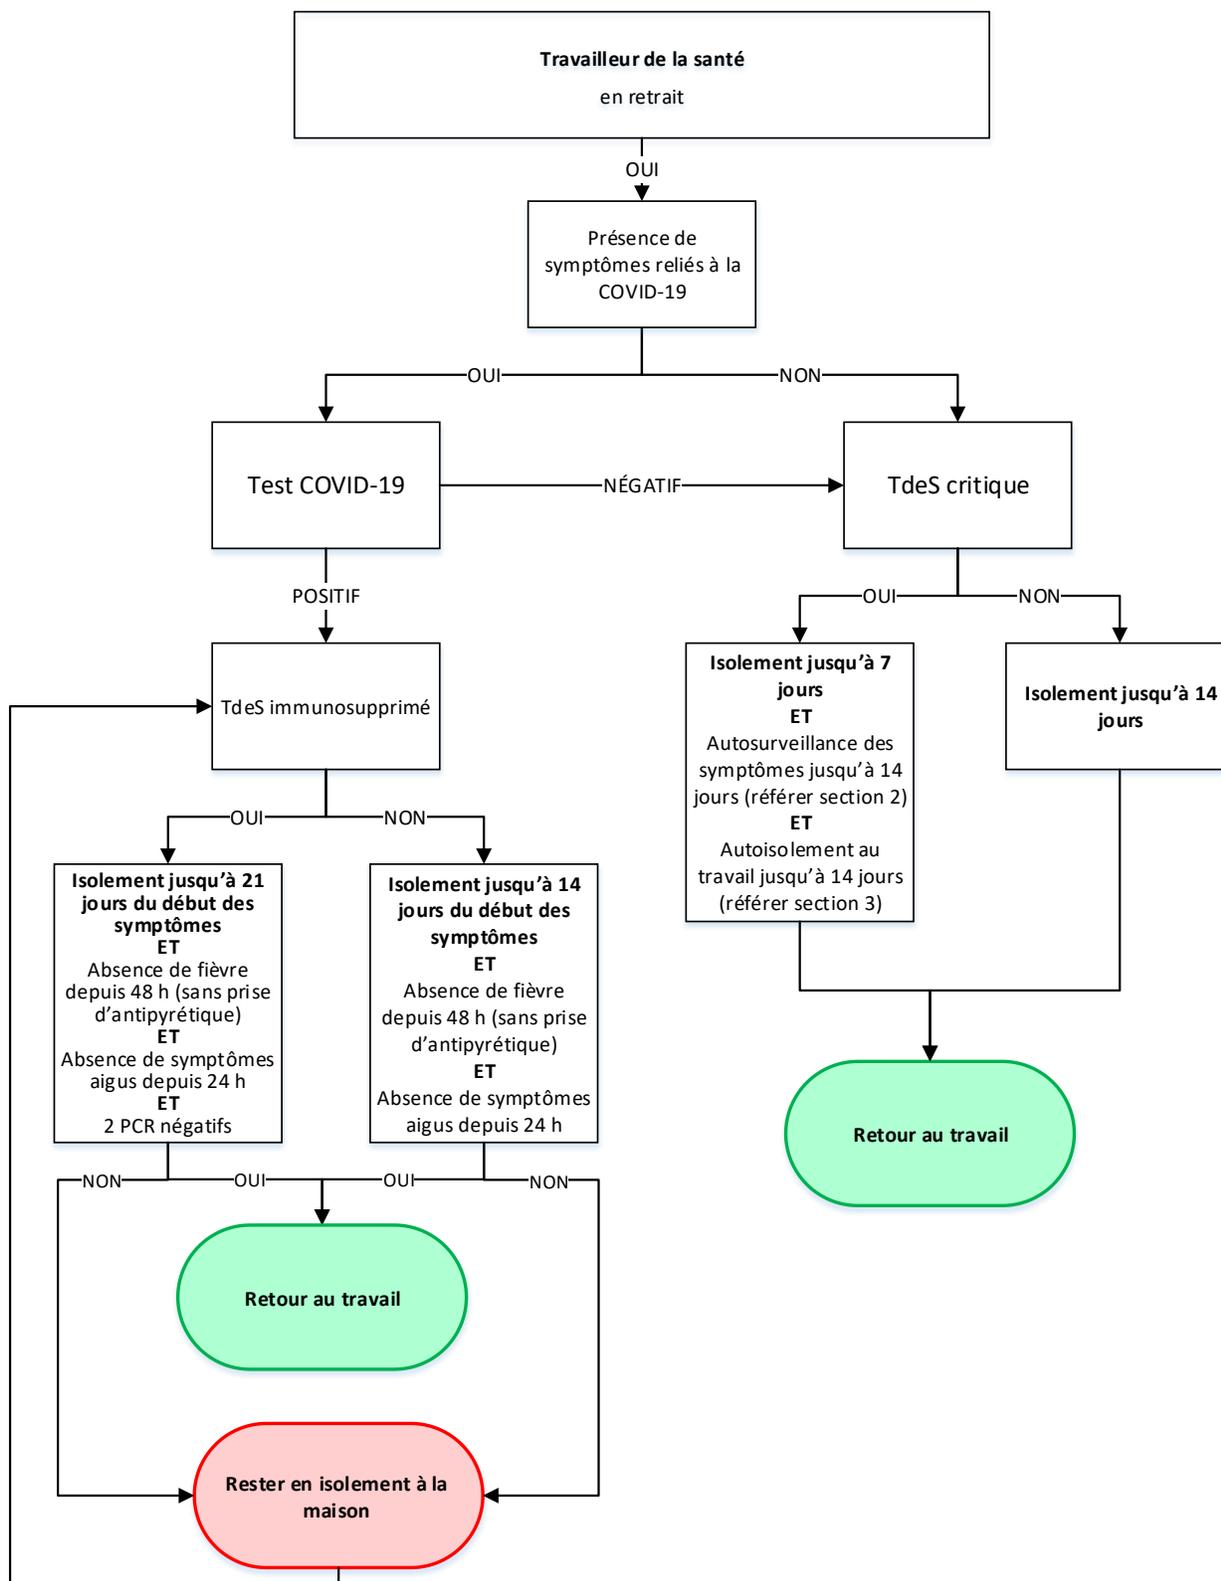 Travailleur de la santé
en retrait
OUI
Présence de
symptômes reliés à la
COVID-19
OUI
NON
Test COVID-19
NÉGATIF
TdeS critique
POSITIF
OUI
NON
TdeS immunosupprimé
Isolement jusqu'à 7
jours
ET
Autosurveillance des
symptômes jusqu'à 14
jours (référer section 2)
ET
Autoisolement au
travail jusqu'à 14 jours
(référer section 3)
Isolement jusqu'à 14
jours
OUI
NON
Isolement jusqu'à 21
jours du début des
symptômes
ET
Absence de fièvre
depuis 48 h (sans prise
d'antipyrétique)
ET
Absence de symptômes
aigus depuis 24 h
ET
2 PCR négatifs
Isolement jusqu'à 14
jours du début des
symptômes
ET
Absence de fièvre
depuis 48 h (sans prise
d'antipyrétique)
ET
Absence de symptômes
aigus depuis 24 h
Retour au travail
NON
OUI
OUI
NON
Retour au travail
Rester en isolement à la
maison